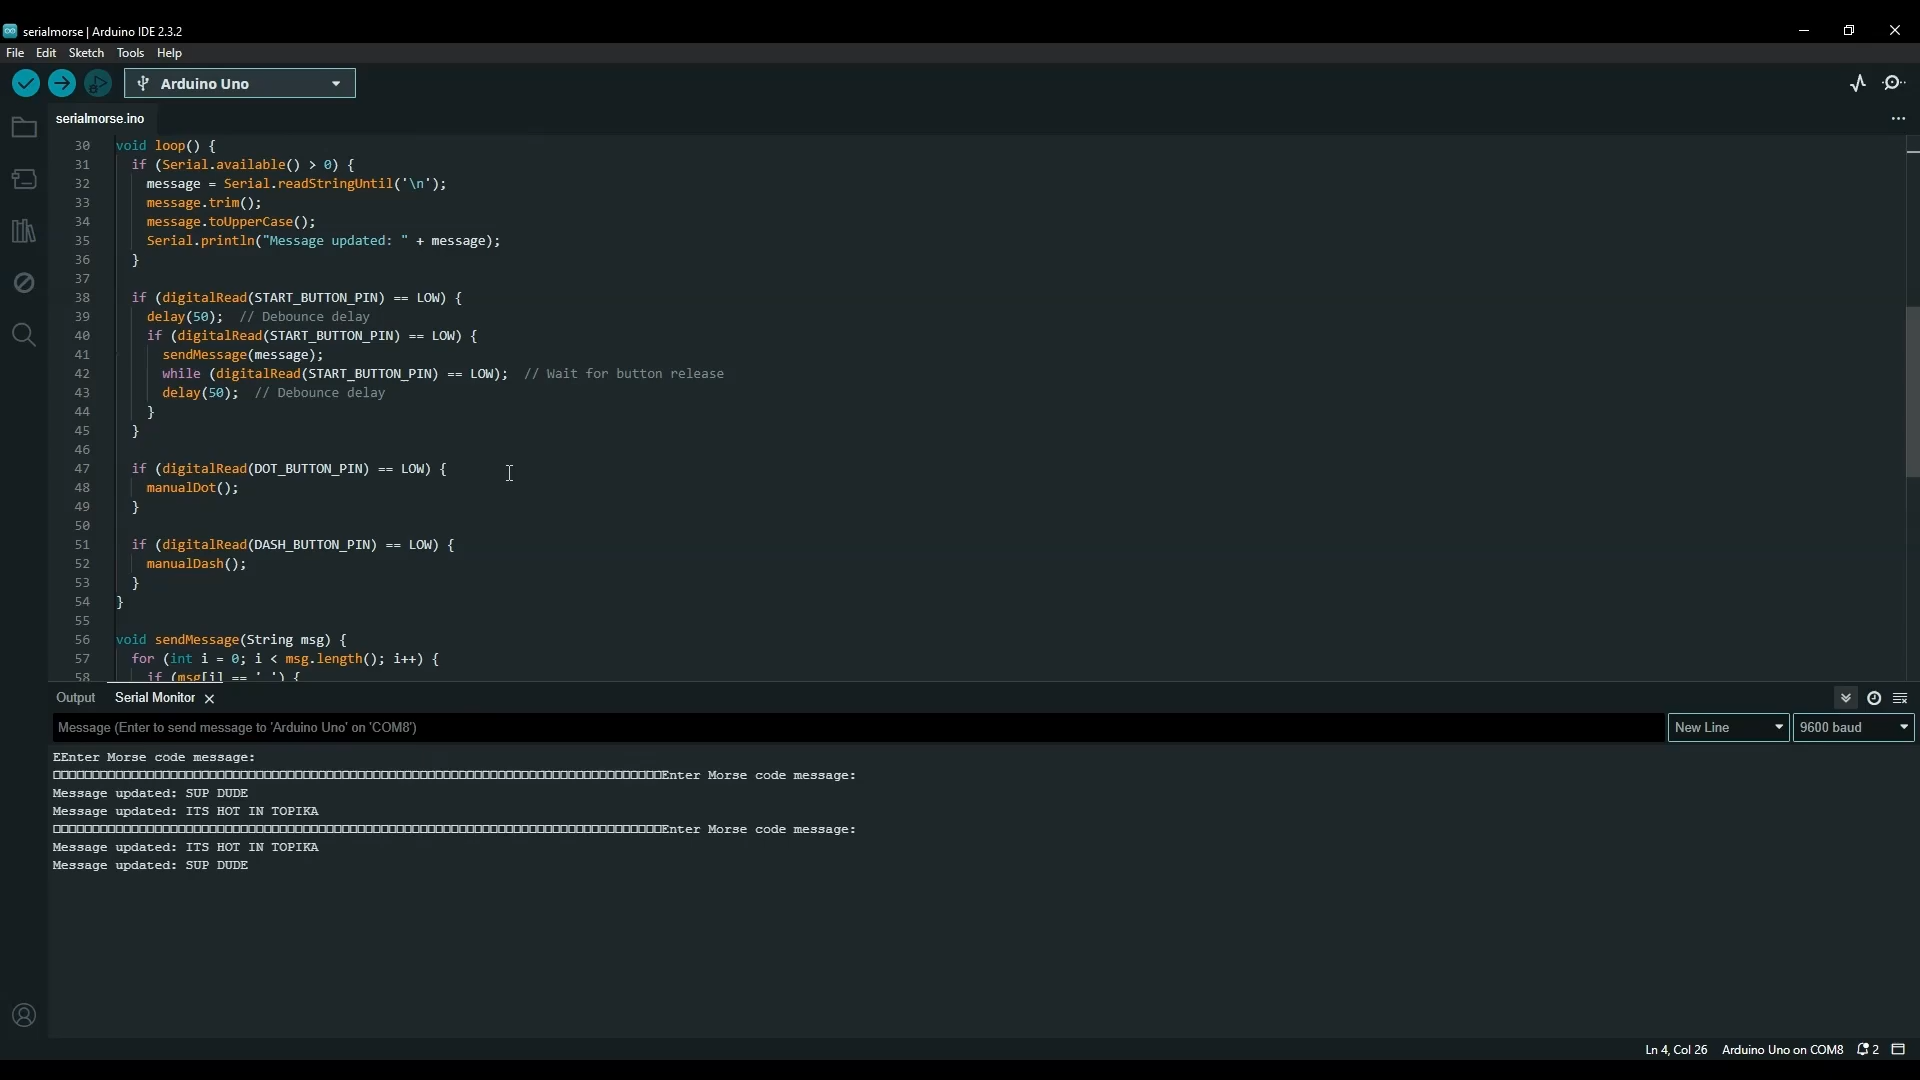 serialmorse | Arduino IDE 2.3.2
File Edit Sketch Tools Help
Arduino Uno
serialmorse.ino
30 void loop() {
31 if (Serial.available() > 0) {
32 message = Serial.readStringUntil('\n');
33 message.trim();
34 message.toUpperCase();
35 Serial.println("Message updated: " + message);
36 }
37
38 if (digitalRead(START_BUTTON_PIN) == LOW) {
39 delay(50); // Debounce delay
40 if (digitalRead(START_BUTTON_PIN) == LOW) {
41 sendMessage(message);
42 while (digitalRead(START_BUTTON_PIN) == LOW); // Wait for button release
43 delay(50); // Debounce delay
44 }
45 }
46
47 if (digitalRead(DOT_BUTTON_PIN) == LOW) {
48 manualDot();
49 }
50
51 if (digitalRead(DASH_BUTTON_PIN) == LOW) {
52 manualDash();
53 }
54 }
55
56 void sendMessage(String msg) {
57 for (int i = 0; i < msg.length(); i++) {
58 if (msg[i] == ' ') {
Output Serial Monitor
Message (Enter to send message to 'Arduino Uno' on 'COM8') New Line 9600 baud
EEnter Morse code message:
Enter Morse code message:
Message updated: SUP DUDE
Message updated: ITS HOT IN TOPIKA
Enter Morse code message:
Message updated: ITS HOT IN TOPIKA
Message updated: SUP DUDE
Ln 4, Col 26 Arduino Uno on COM8 2